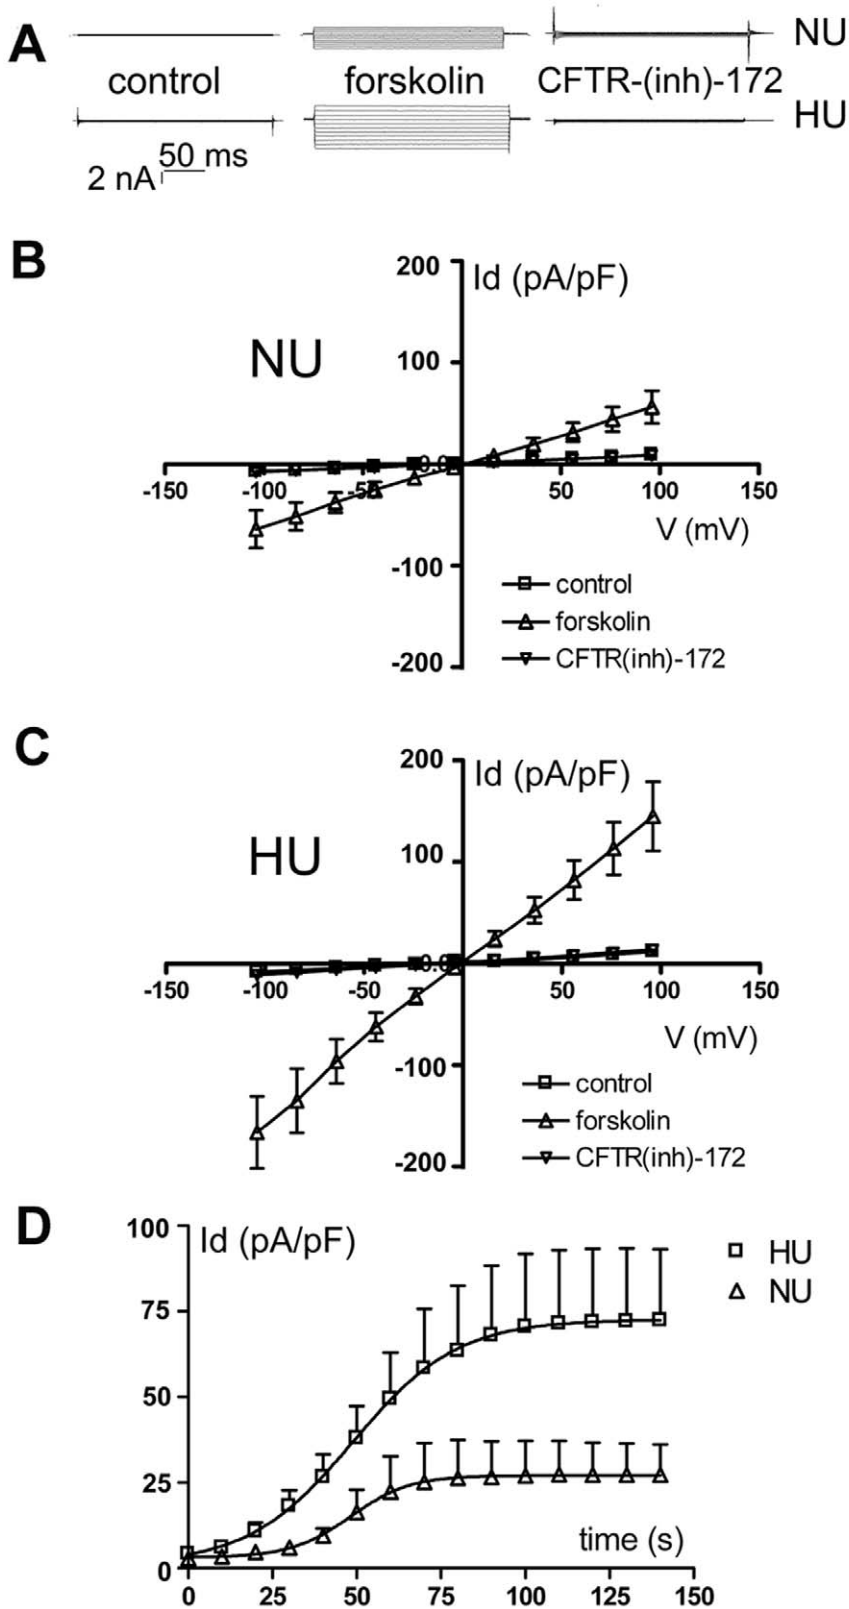 A
NU
control forskolin CFTR-(inh)-172
HU
50 ms
2 nA
B
200
Id (pA/pF)
NU
100
0.0
-150 -100 -50 50 100 150
V (mV)
-100
control
forskolin
-200
CFTR(inh)-172
C
200
Id (pA/pF)
HU
100
0.0
-150 -100 -50 50 100 150
V (mV)
-100
control
forskolin
-200
CFTR(inh)-172
D
100
Id (pA/pF)
HU
NU
75
50
25
time (s)
0
0 25 50 75 100 125 150